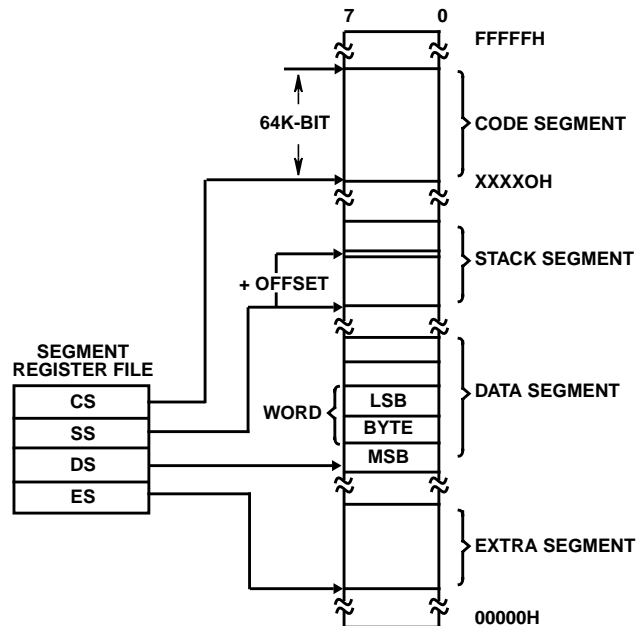 7 0
FFFFFH
64K-BIT
CODE SEGMENT
XXXXOH
STACK SEGMENT
+ OFFSET
SEGMENT
REGISTER FILE
CS
SS
DS
ES
WORD
LSB
BYTE
MSB
DATA SEGMENT
EXTRA SEGMENT
00000H